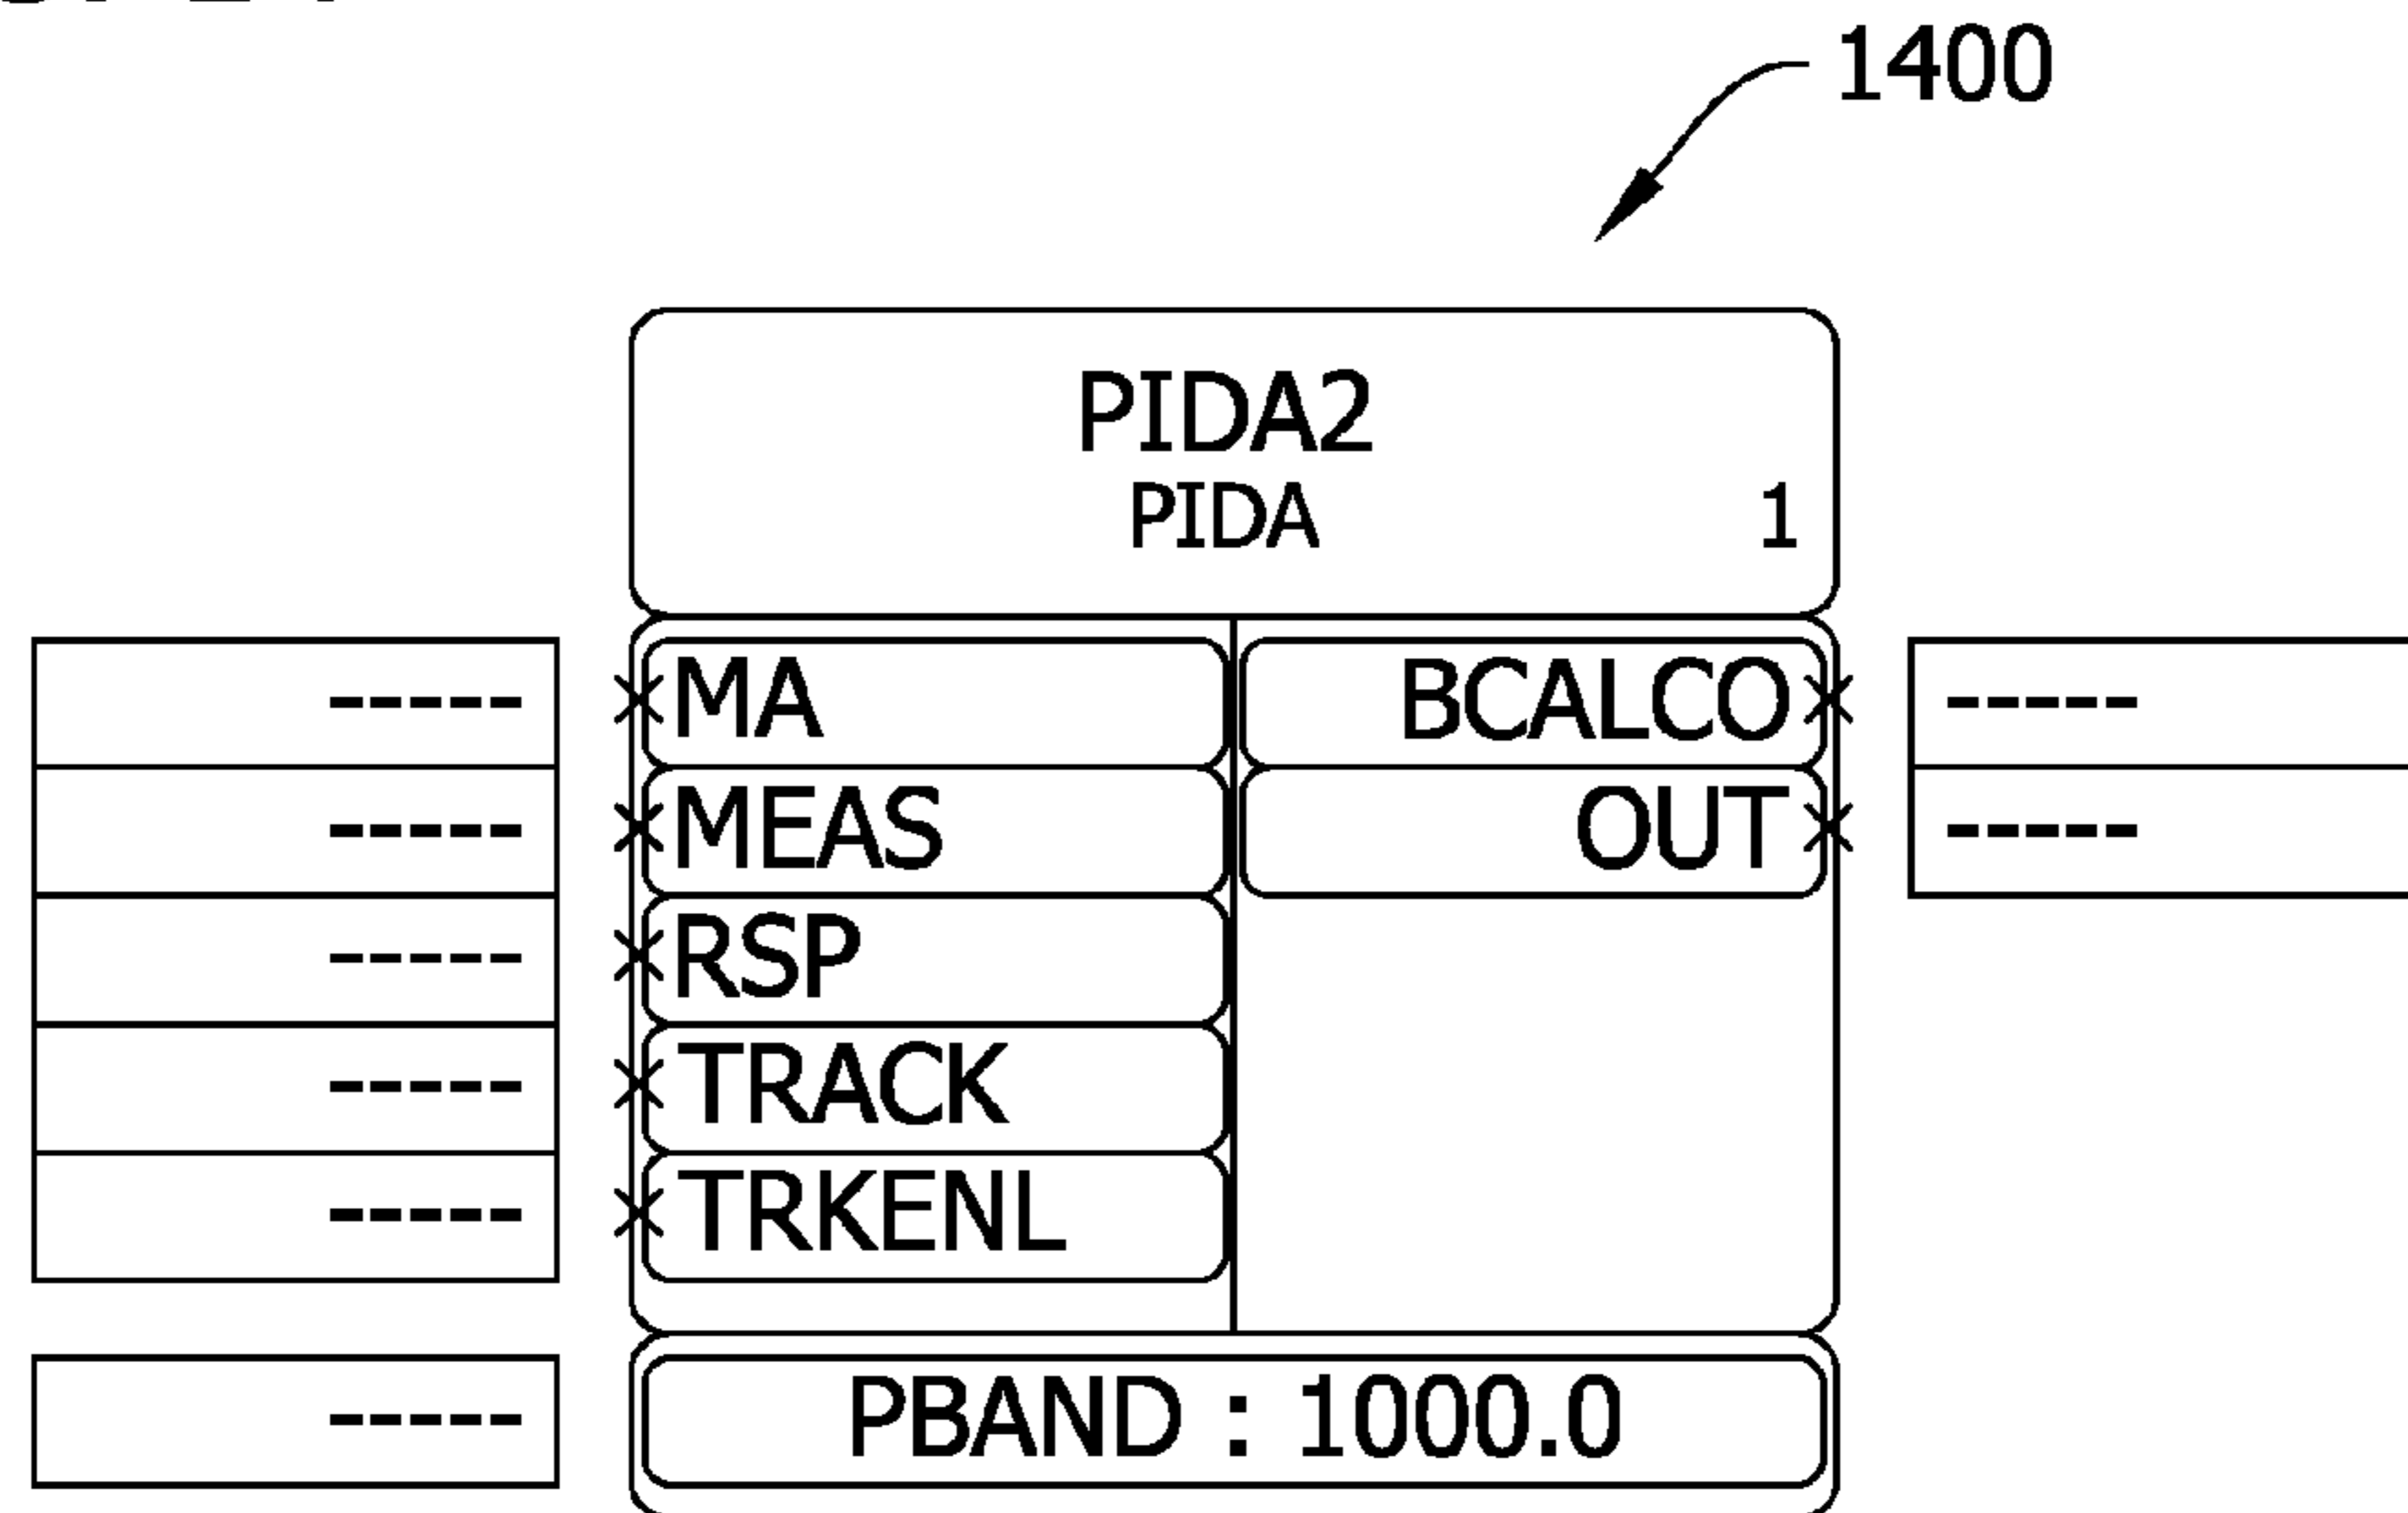 1400
PIDA2
PIDA 1
----- MA BCALCO -----
----- MEAS OUT -----
----- RSP
----- TRACK
----- TRKENL
----- PBAND : 1000.0